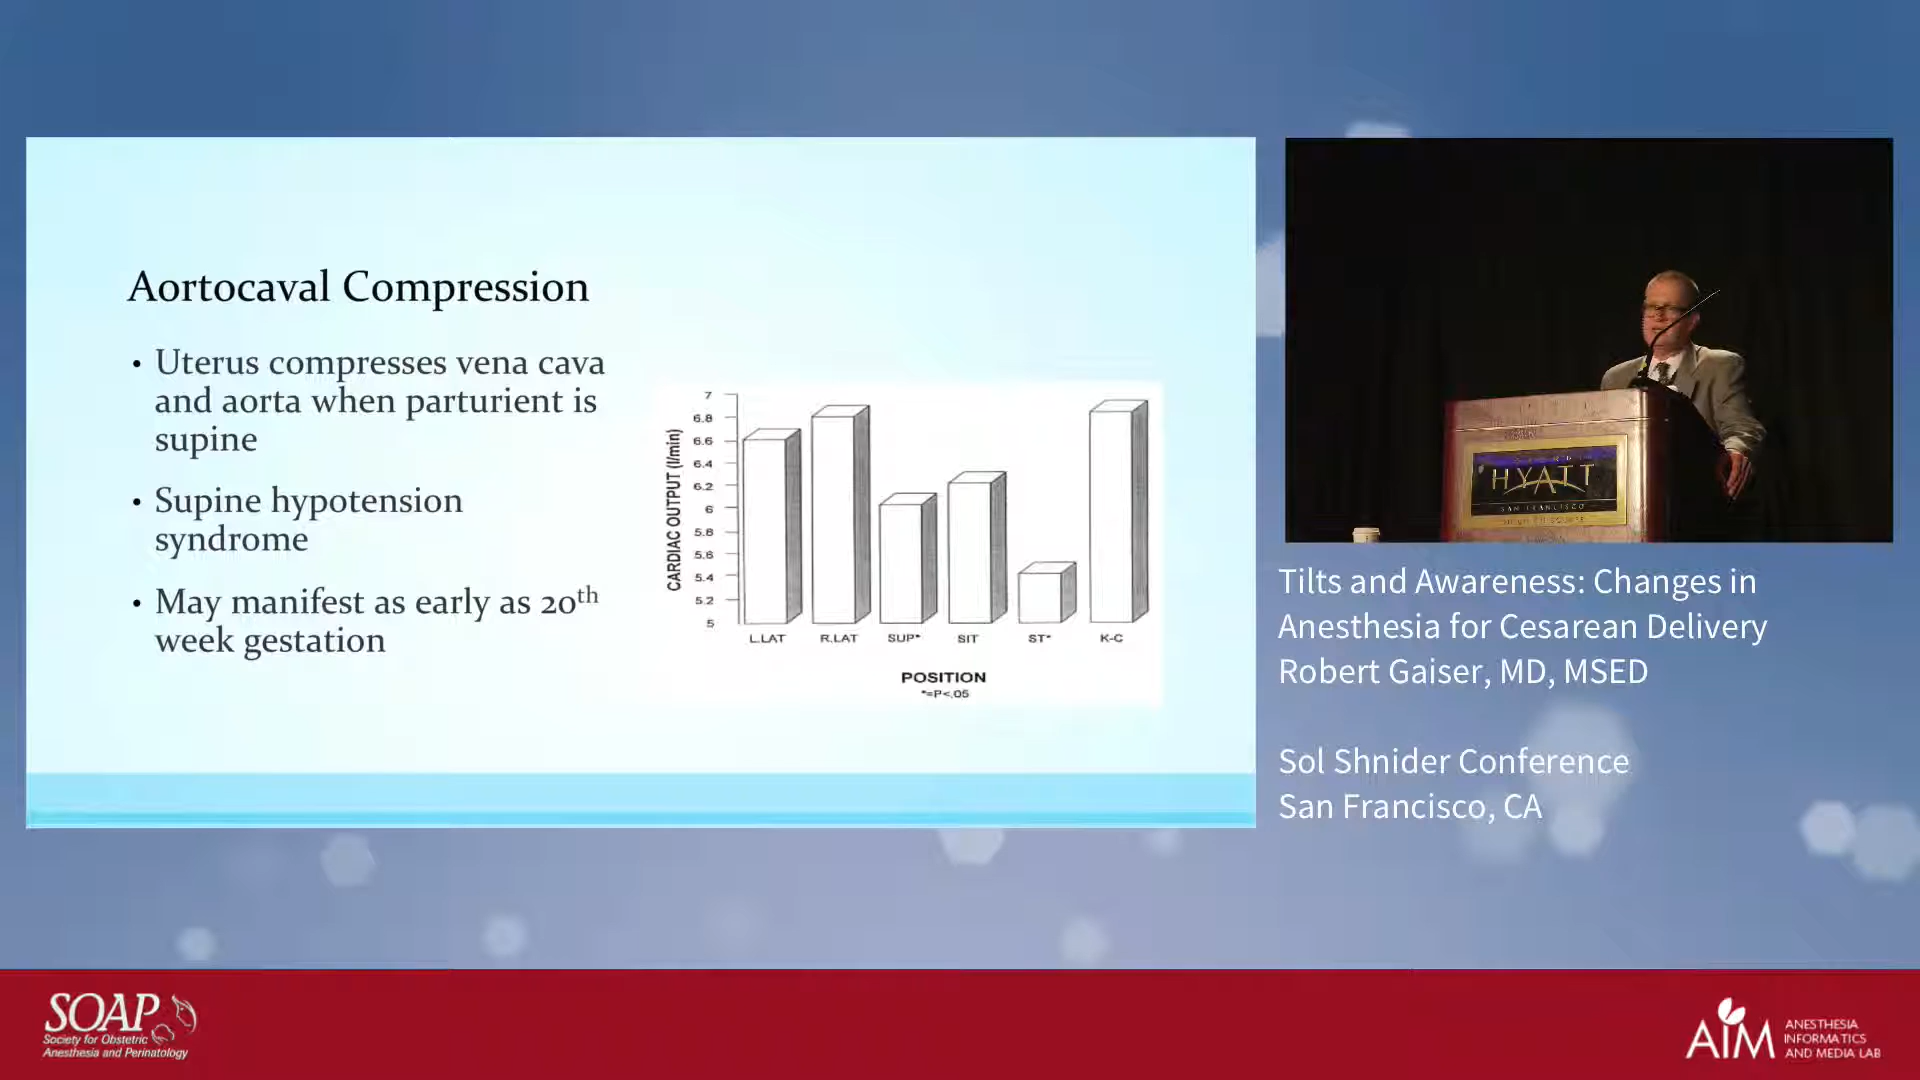 Aortocaval Compression
• Uterus compresses vena cava
and aorta when parturient is
supine
• Supine hypotension
syndrome
• May manifest as early as 20th
week gestation
CARDIAC OUTPUT (l/min)
7
6.8
6.6
6.4
6.2
6
5.8
5.6
5.4
5.2
5
L.LAT R.LAT SUP* SIT ST* K-C
POSITION
*=P<.05
HYATT
SAN FRANCISCO
Tilts and Awareness: Changes in
Anesthesia for Cesarean Delivery
Robert Gaiser, MD, MSED
Sol Shnider Conference
San Francisco, CA
SOAP
Society for Obstetric
Anesthesia and Perinatology
AIM
ANESTHESIA
INFORMATICS
AND MEDIA LAB